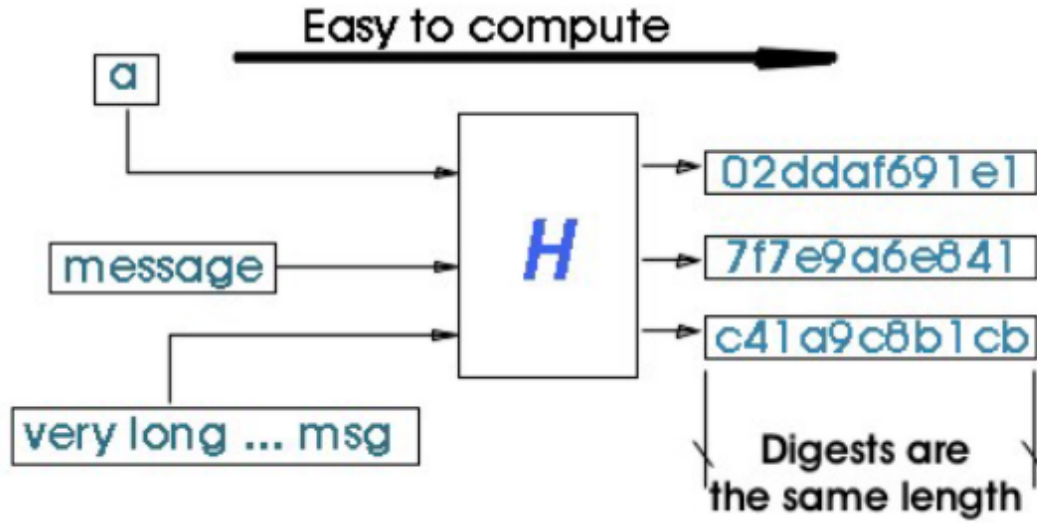 Easy to compute
a
02ddaf691e1
message
H
7f7e9a6e841
c41a9c8b1cb
very long ... msg
Digests are
the same length